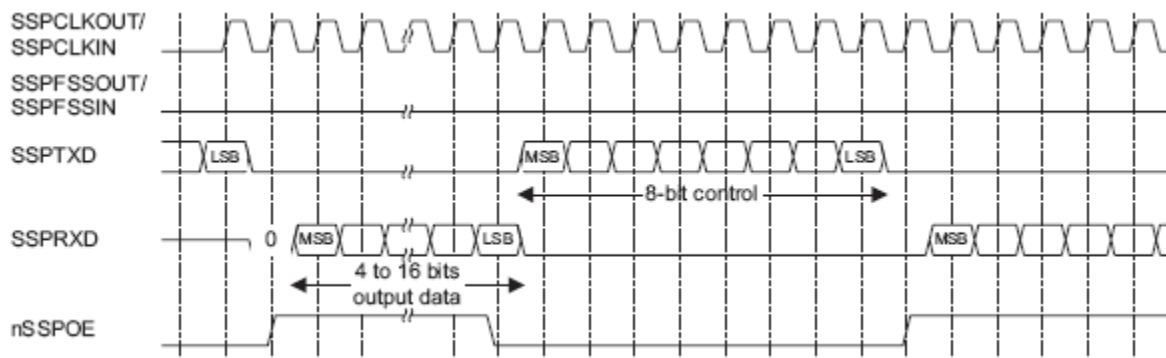 SSPCLKOUT/
SSPCLKIN
SSPFSSOUT/
SSPFSSIN
SSPTXD
LSB
MSB
LSB
8-bit control
SSPRXD
0
MSB
LSB
MSB
4 to 16 bits
output data
nSSPOE